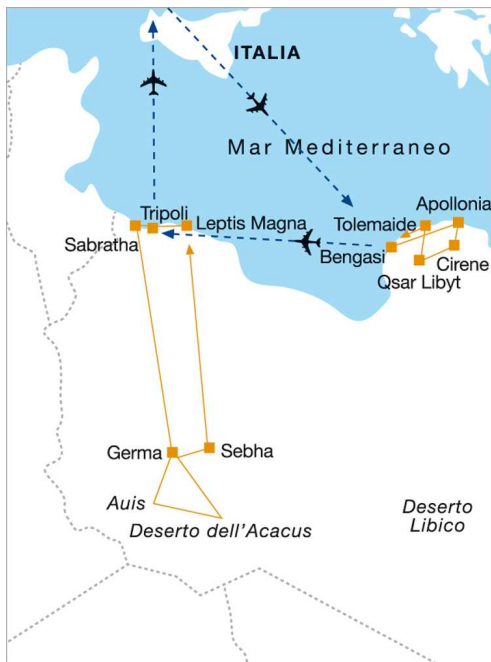 ITALIA
Mar Mediterraneo
Apollonia
Tripoli
Leptis Magna
Tolemaide
Sabratha
Bengasi
Cirene
Qsar Libyt
Germa
Sebha
Auis
Deserto dell'Acacus
Deserto
Libico